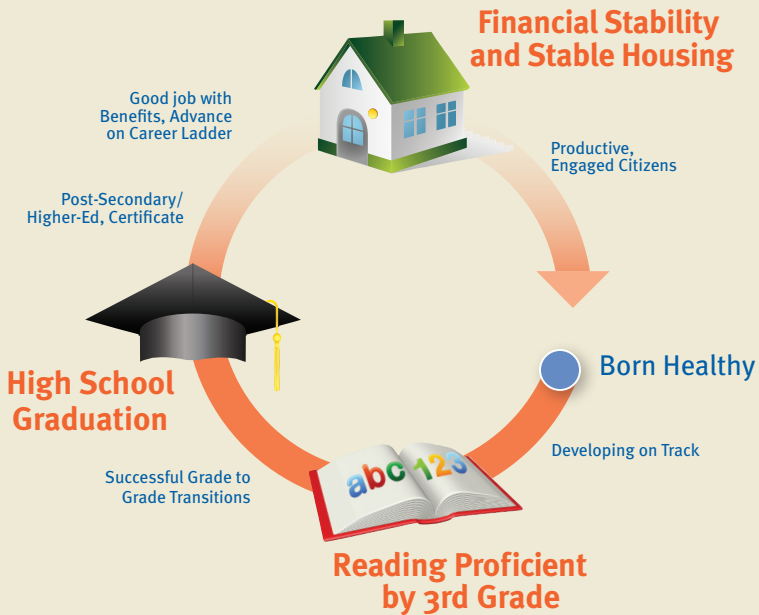 Financial Stability
and Stable Housing
Good job with
Benefits, Advance
on Career Ladder
Productive,
Engaged Citizens
Post-Secondary/
Higher-Ed, Certificate
High School
Graduation
Born Healthy
Developing on Track
Successful Grade to
Grade Transitions
abc 123
Reading Proficient
by 3rd Grade